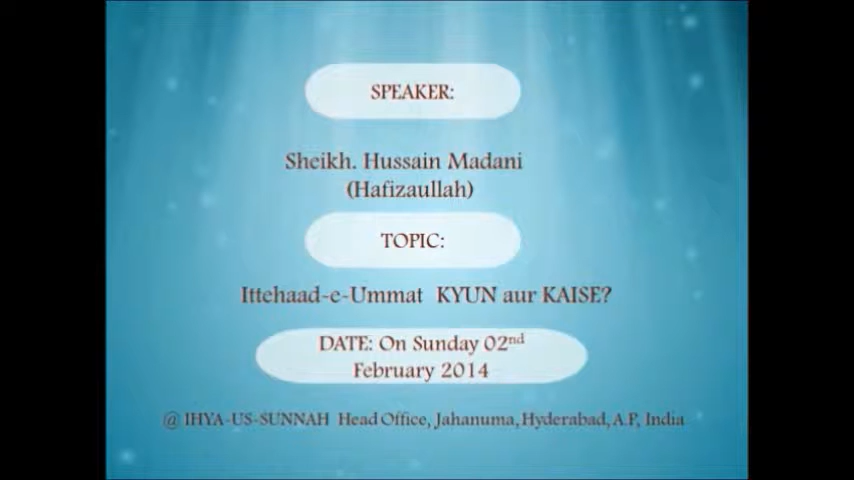 SPEAKER:
Sheikh. Hussain Madani
(Hafizaullah)
TOPIC:
Ittehaad-e-Ummat KYUN aur KAISE?
DATE: On Sunday 02nd
February 2014
@ IHYA-US-SUNNAH Head Office, Jahanuma, Hyderabad, A.P, India